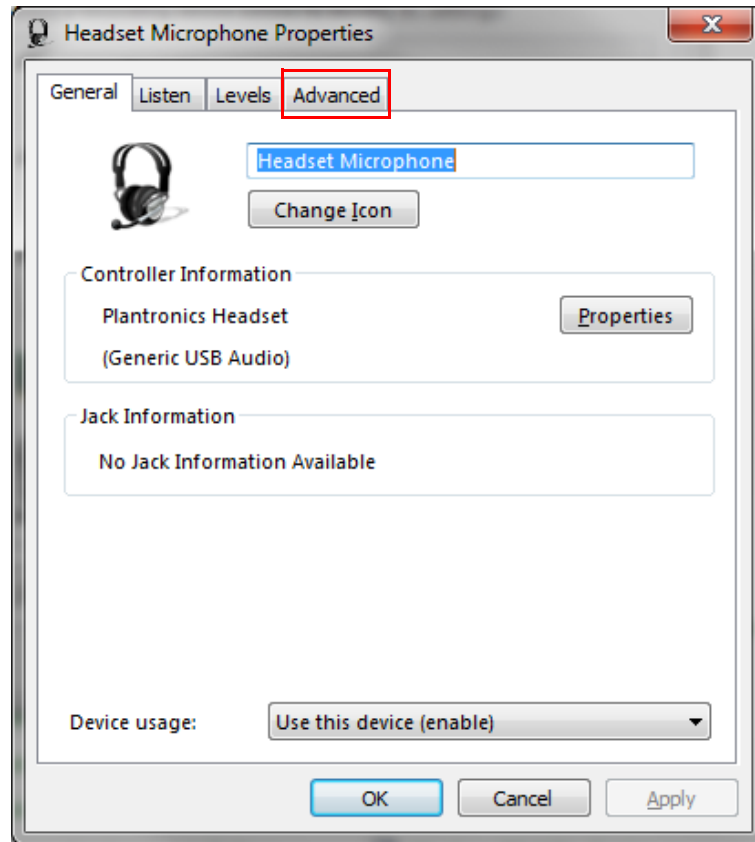 Headset Microphone Properties
General Listen Levels Advanced
Headset Microphone
Change Icon
Controller Information
Plantronics Headset
Properties
(Generic USB Audio)
Jack Information
No Jack Information Available
Device usage: Use this device (enable)
OK Cancel Apply